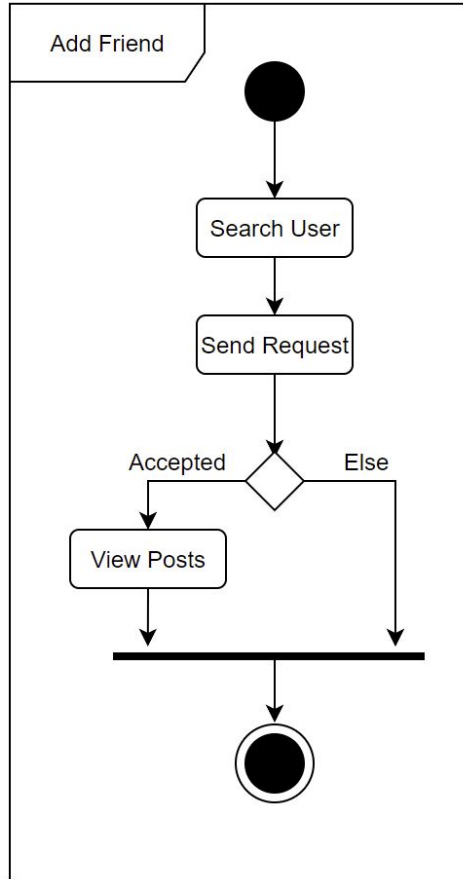 Add Friend
Search User
Send Request
Accepted
Else
View Posts